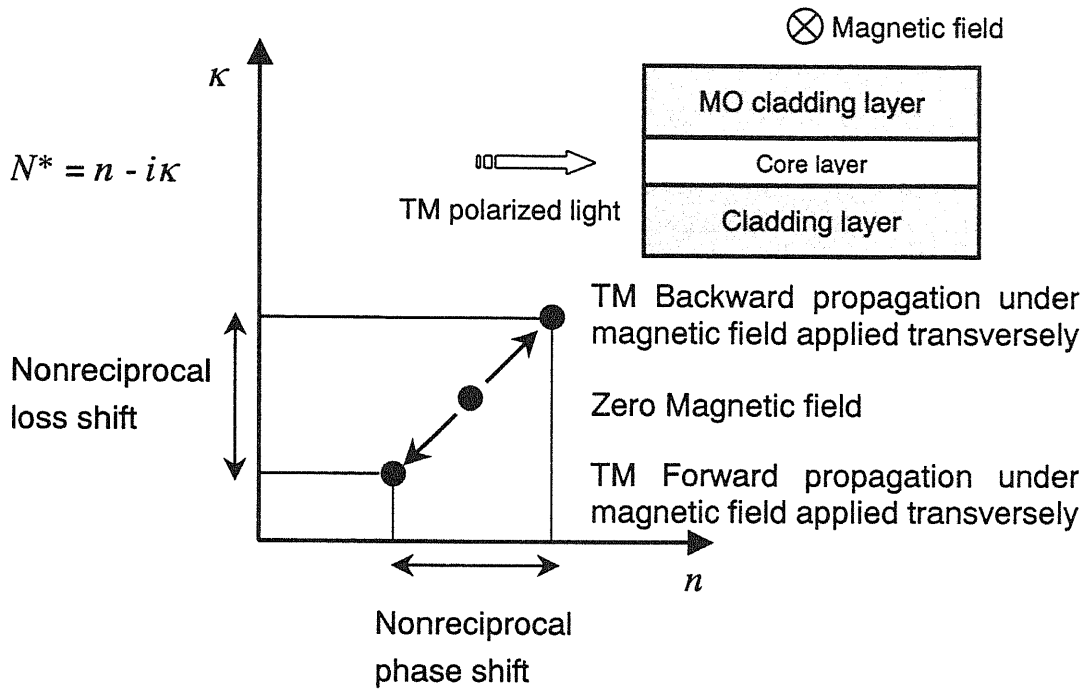 ⊗ Magnetic field
κ
MO cladding layer
N* = n - iκ
Core layer
TM polarized light
Cladding layer
TM Backward propagation under
magnetic field applied transversely
Nonreciprocal
loss shift
Zero Magnetic field
TM Forward propagation under
magnetic field applied transversely
n
Nonreciprocal
phase shift